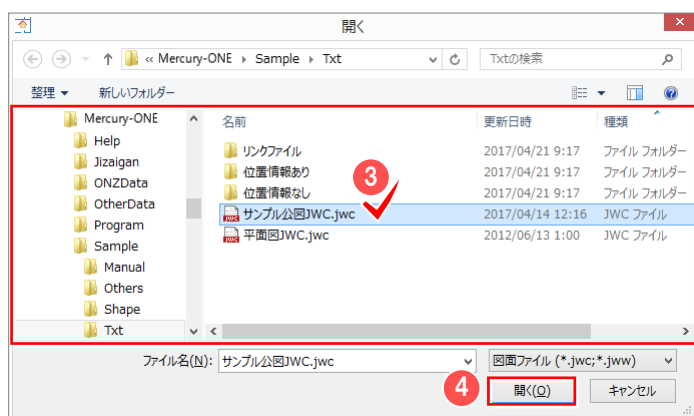 開く
« Mercury-ONE ▸ Sample ▸ Txt
Txtの検索
整理 ▼ 新しいフォルダー
Mercury-ONE
Help
Jizaigan
ONZData
OtherData
Program
Sample
Manual
Others
Shape
Txt
名前 更新日時 種類
リンクファイル 2017/04/21 9:17 ファイル フォルダー
位置情報あり 2017/04/21 9:17 ファイル フォルダー
位置情報なし 2017/04/21 9:17 ファイル フォルダー
サンプル公図JWC.jwc 2017/04/14 12:16 JWC ファイル
平面図JWC.jwc 2012/06/13 1:00 JWC ファイル
3
ファイル名(N): サンプル公図JWC.jwc 図面ファイル (*.jwc;*.jww)
4 開く(O) キャンセル